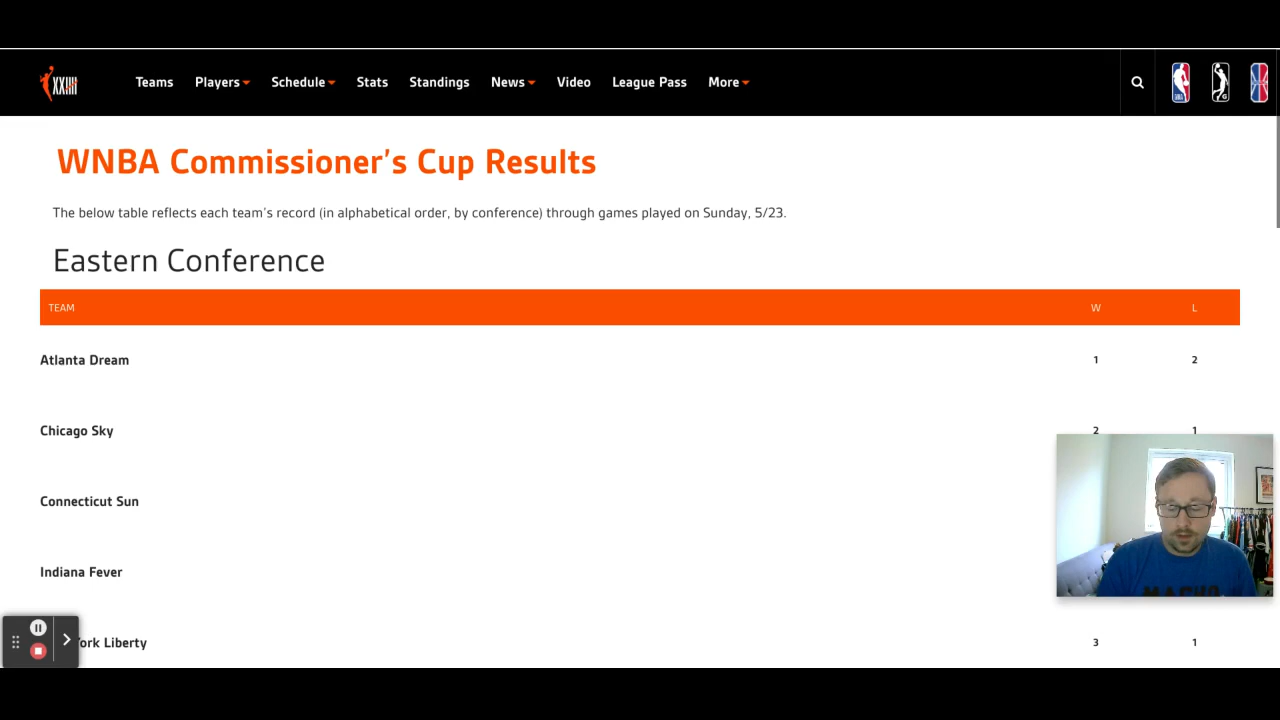 XXIIIII
Teams Players Schedule Stats Standings News Video League Pass More
WNBA Commissioner's Cup Results
The below table reflects each team's record (in alphabetical order, by conference) through games played on Sunday, 5/23.
Eastern Conference
TEAM W L
Atlanta Dream 1 2
Chicago Sky 2 1
Connecticut Sun
Indiana Fever
York Liberty 3 1
MACHO